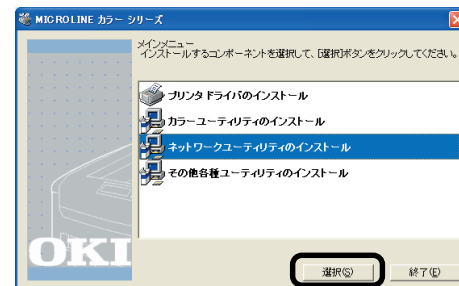 MICROLINE カラー シリーズ
メインメニュー
インストールするコンポーネントを選択して、[選択]ボタンをクリックしてください。
プリンタドライバのインストール
カラーユーティリティのインストール
ネットワークユーティリティのインストール
その他各種ユーティリティのインストール
OKI
選択(S)
終了(E)